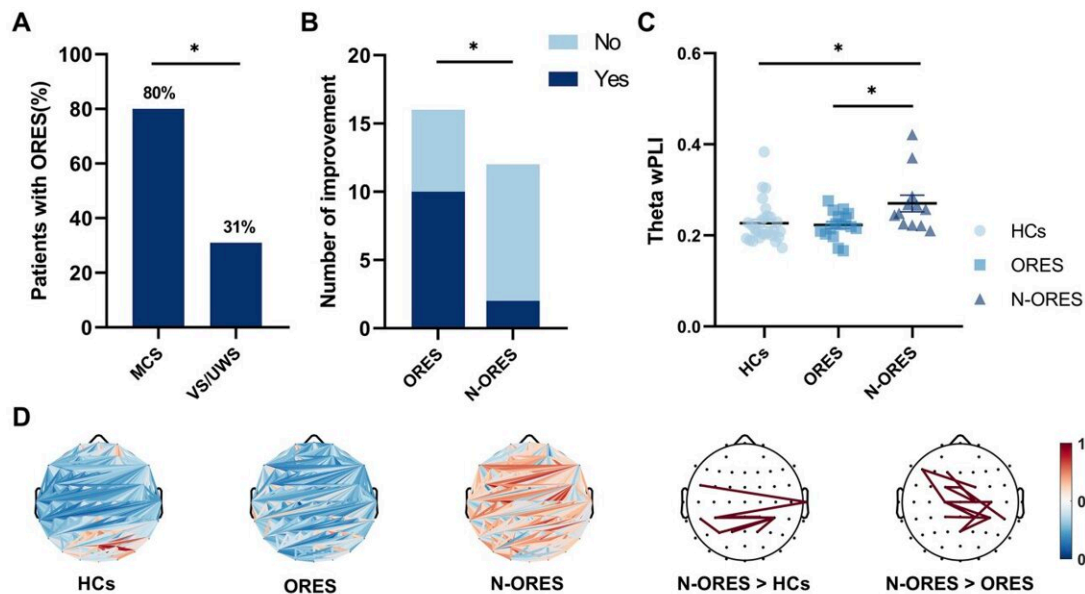 A
*
Patients with ORES(%)
100
80
60
40
20
0
80%
31%
MCS
VS/UWS
B
*
No
Yes
Number of improvement
20
15
10
5
0
ORES
N-ORES
C
*
*
Theta wPLI
0.6
0.4
0.2
0.0
HCs
ORES
N-ORES
HCs
ORES
N-ORES
D
HCs
ORES
N-ORES
N-ORES > HCs
N-ORES > ORES
1
0
0